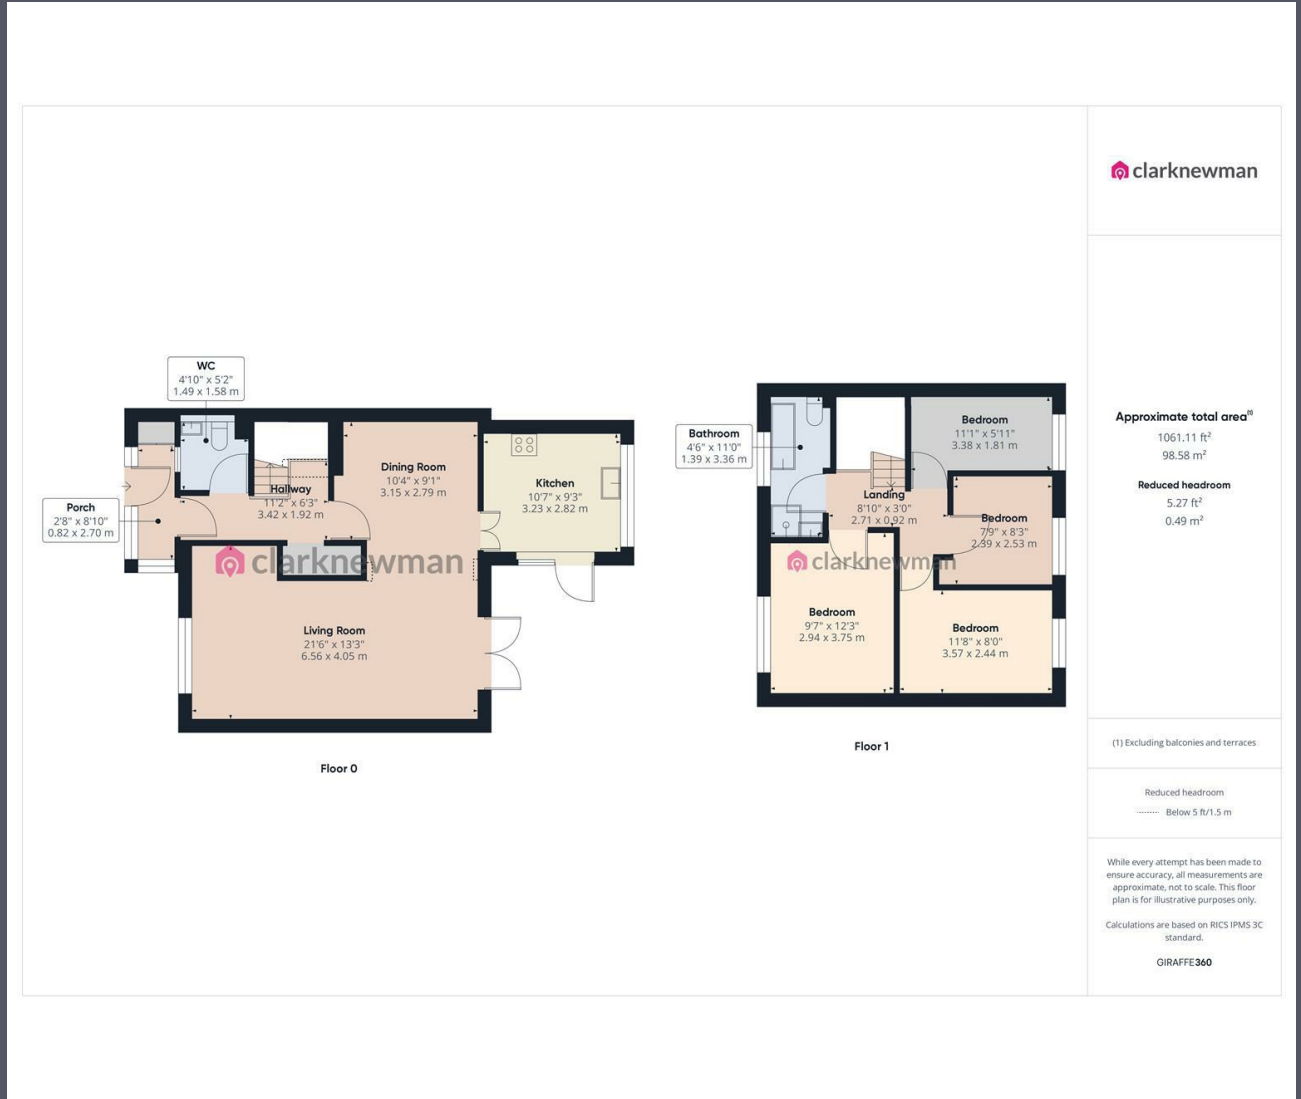 clarknewman
WC
4'10" x 5'2"
1.49 x 1.58 m
Porch
2'8" x 8'10"
0.82 x 2.70 m
Hallway
11'2" x 6'3"
3.42 x 1.92 m
Dining Room
10'4" x 9'1"
3.15 x 2.79 m
Kitchen
10'7" x 9'3"
3.23 x 2.82 m
clarknewman
Living Room
21'6" x 13'3"
6.56 x 4.05 m
Floor 0
Bathroom
4'6" x 11'0"
1.39 x 3.36 m
Bedroom
11'1" x 5'11"
3.38 x 1.81 m
Landing
8'10" x 3'0"
2.71 x 0.92 m
Bedroom
7'9" x 8'3"
2.39 x 2.53 m
clarknewman
Bedroom
9'7" x 12'3"
2.94 x 3.75 m
Bedroom
11'8" x 8'0"
3.57 x 2.44 m
Floor 1
Approximate total area(1)
1061.11 ft²
98.58 m²
Reduced headroom
5.27 ft²
0.49 m²
(1) Excluding balconies and terraces
Reduced headroom
Below 5 ft/1.5 m
While every attempt has been made to
ensure accuracy, all measurements are
approximate, not to scale. This floor
plan is for illustrative purposes only.
Calculations are based on RICS IPMS 3C
standard.
GIRAFFE360